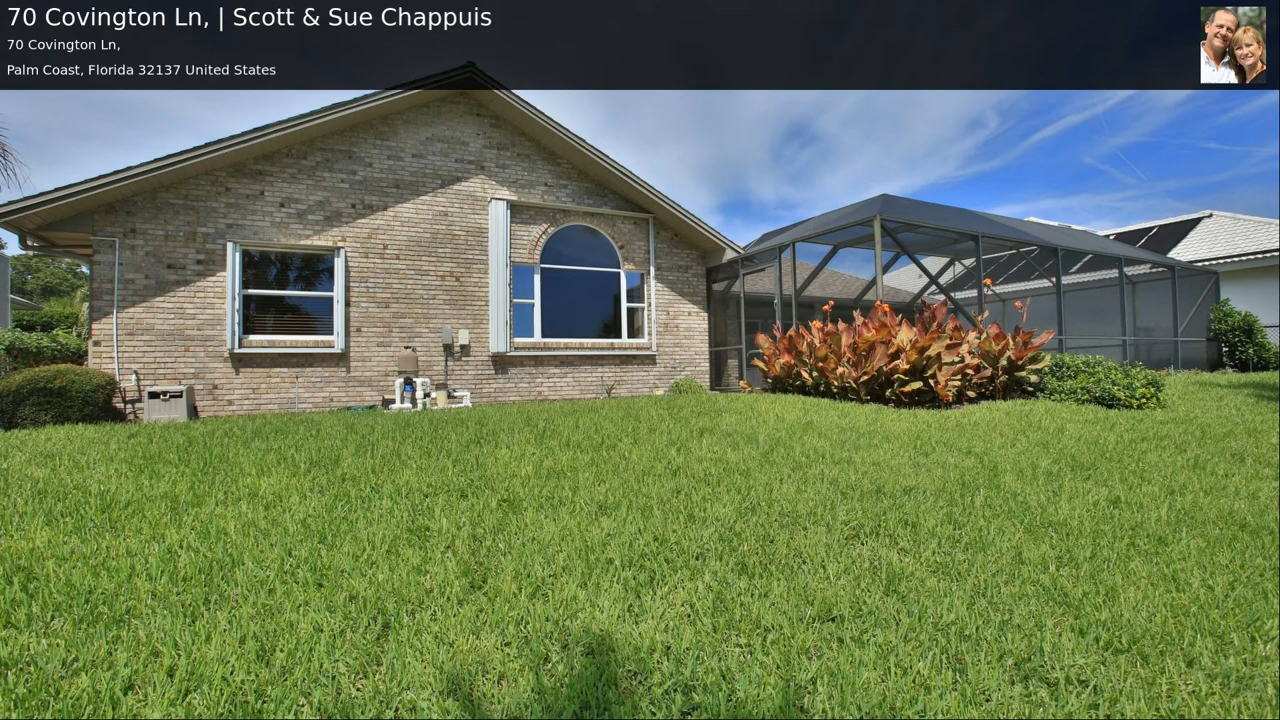 70 Covington Ln, | Scott & Sue Chappuis
70 Covington Ln,
Palm Coast, Florida 32137 United States